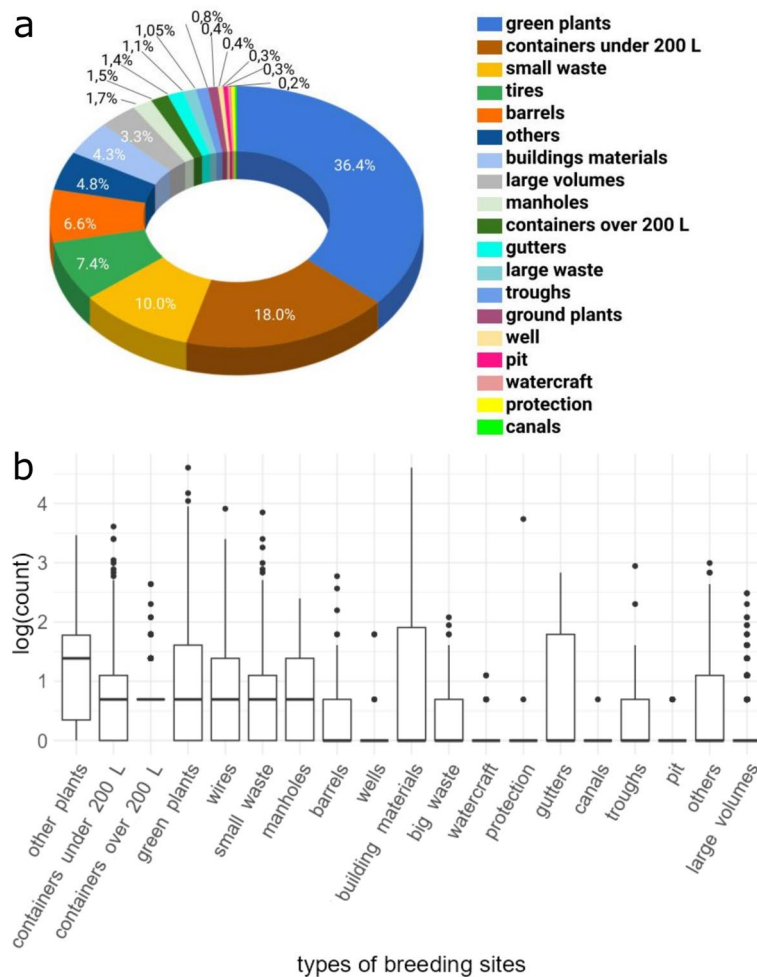 a
0,8%
1,05%
0,4%
1,1%
0,4%
1,4%
0,3%
1,5%
0,3%
1,7%
0,2%
3.3%
4.3%
36.4%
4.8%
6.6%
7.4%
10.0%
18.0%
green plants
containers under 200 L
small waste
tires
barrels
others
buildings materials
large volumes
manholes
containers over 200 L
gutters
large waste
troughs
ground plants
well
pit
watercraft
protection
canals
b
log(count)
4
3
2
1
0
other plants
containers under 200 L
containers over 200 L
green plants
wires
small waste
manholes
barrels
wells
building materials
big waste
watercraft
protection
gutters
canals
troughs
pit
others
large volumes
types of breeding sites